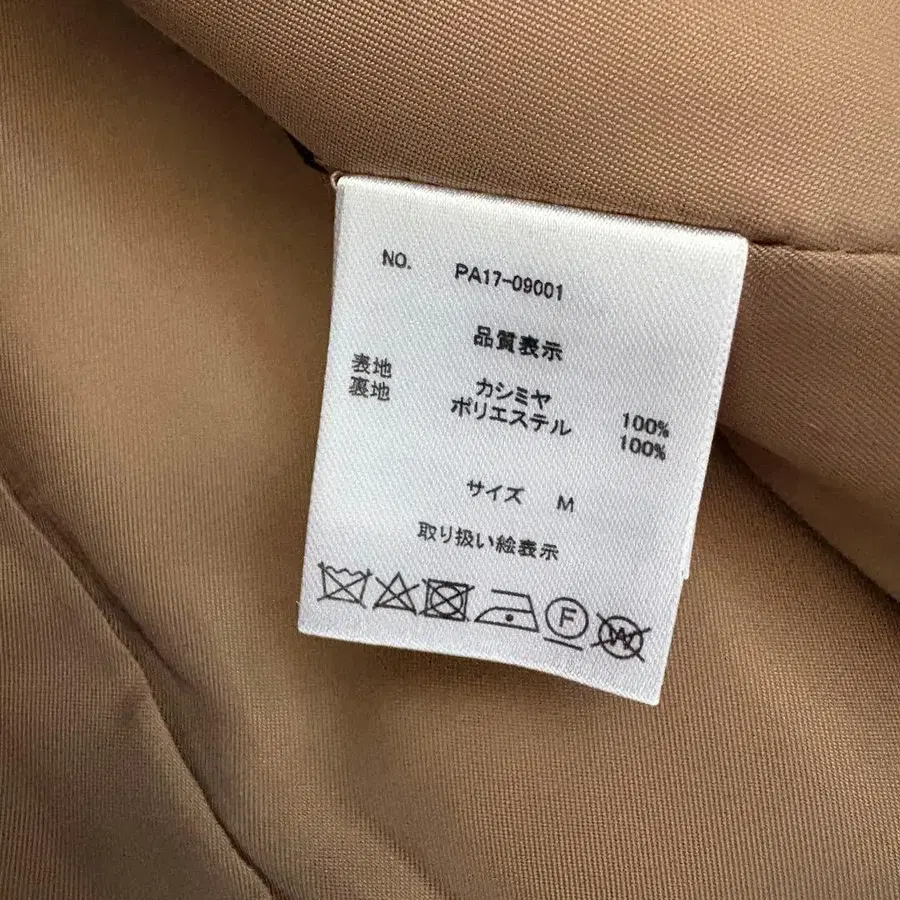 NO. PA17-09001
品質表示
表地 カシミヤ 100%
裏地 ポリエステル 100%
サイズ M
取り扱い絵表示
F W